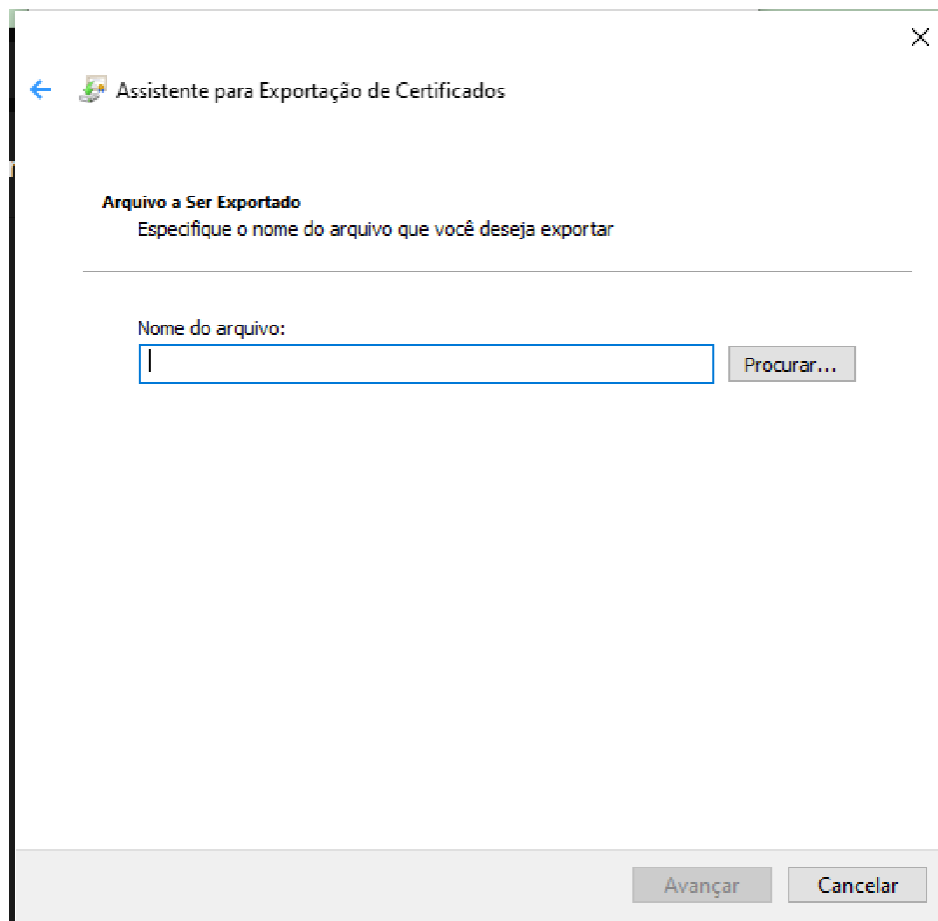 Assistente para Exportação de Certificados
Arquivo a Ser Exportado
Especifique o nome do arquivo que você deseja exportar
Nome do arquivo:
Procurar...
Avançar
Cancelar